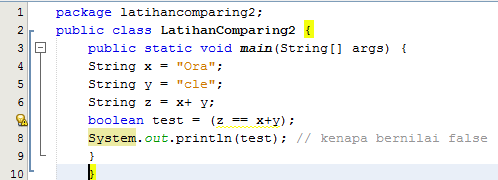 1 package latihancomparing2;
2 public class LatihanComparing2 {
3 public static void main(String[] args) {
4 String x = "Ora";
5 String y = "cle";
6 String z = x+ y;
boolean test = (z == x+y);
8 System.out.println(test); // kenapa bernilai false
9 }
10 }